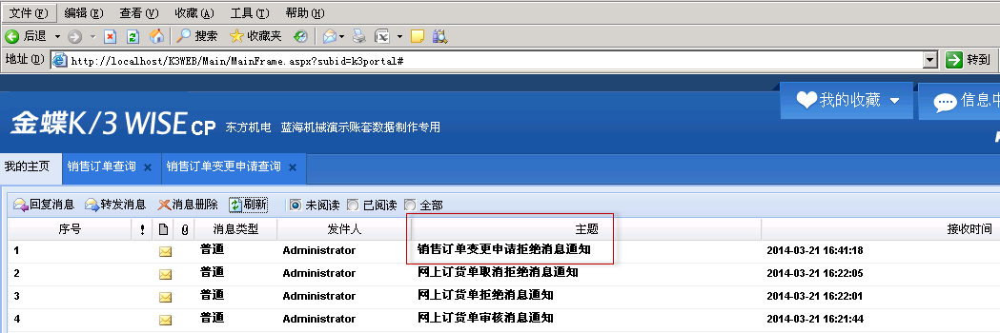 文件(F) 编辑(E) 查看(V) 收藏(A) 工具(T) 帮助(H)
后退 搜索 收藏夹
地址(D) http://localhost/K3WEB/Main/MainFrame.aspx?subid=k3portal# 转到
我的收藏 信息中
金蝶K/3 WISE CP 东方机电 蓝海机械演示账套数据制作专用
我的主页 销售订单查询 × 销售订单变更申请查询 ×
回复消息 转发消息 消息删除 刷新 未阅读 已阅读 全部
序号 ! 消息类型 发件人 主题 接收时间
1 普通 Administrator 销售订单变更申请拒绝消息通知 2014-03-21 16:41:18
2 普通 Administrator 网上订货单取消拒绝消息通知 2014-03-21 16:22:05
3 普通 Administrator 网上订货单拒绝消息通知 2014-03-21 16:22:01
4 普通 Administrator 网上订货单审核消息通知 2014-03-21 16:21:44